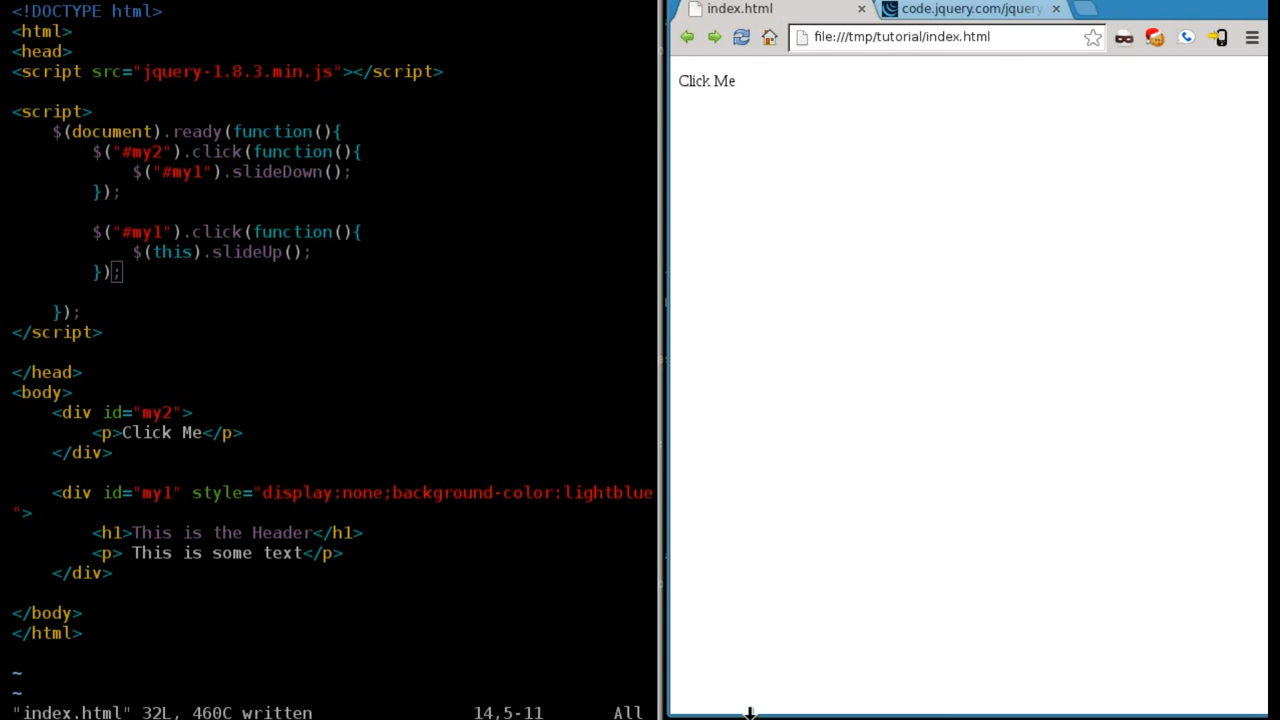 <!DOCTYPE html>
<html>
<head>
<script src="jquery-1.8.3.min.js"></script>
<script>
$(document).ready(function(){
$("#my2").click(function(){
$("#my1").slideDown();
});
$("#my1").click(function(){
$(this).slideUp();
});
});
</script>
</head>
<body>
<div id="my2">
<p>Click Me</p>
</div>
<div id="my1" style="display:none;background-color:lightblue
">
<h1>This is the Header</h1>
<p> This is some text</p>
</div>
</body>
</html>
~
~
"index.html" 32L, 460C written 14,5-11 All
index.html × code.jquery.com/jquery ×
file:///tmp/tutorial/index.html
Click Me